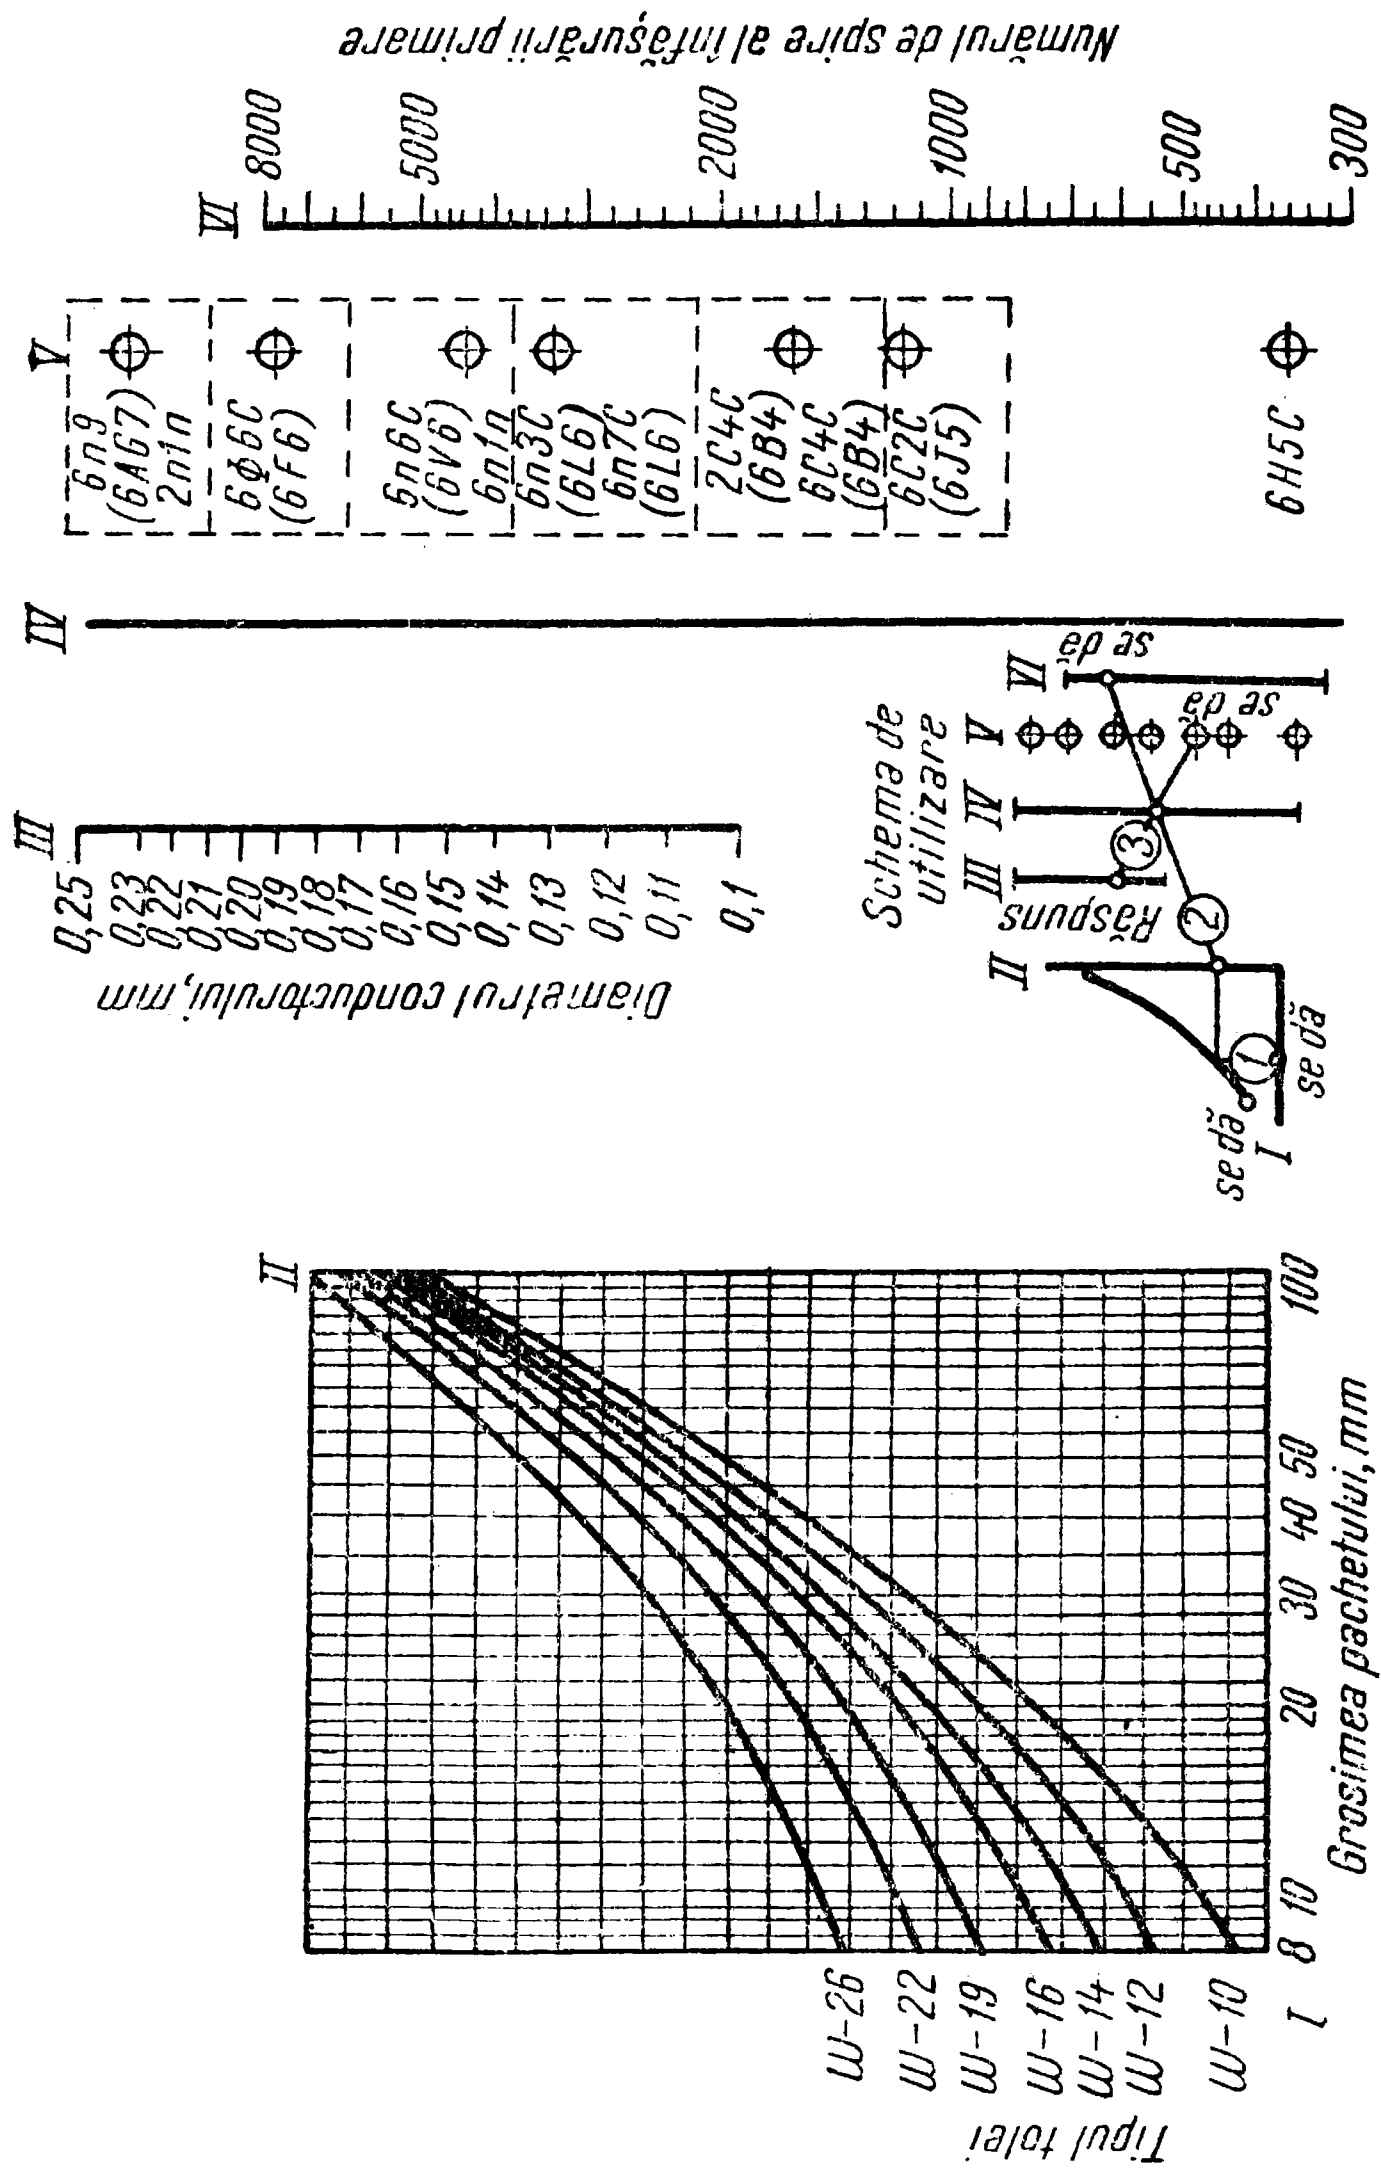 Tipul tolei
Ш-26
Ш-22
Ш-19
Ш-16
Ш-14
Ш-12
Ш-10
I
8
10
20
30
40
50
100
Grosimea pachetului, mm
II
III
0,25
0,23
0,22
0,21
0,20
0,19
0,18
0,17
0,16
0,15
0,14
0,13
0,12
0,11
0,1
Diametrul conductorului, mm
Schema de
utilizare
II
III
IV
V
VI
Răspuns
1
2
3
se dă
I
se dă
se dă
se dă
IV
V
6п9
(6AG7)
2п1п
6Ф6С
(6F6)
6п6С
(6V6)
6п1п
6п3С
(6L6)
6п7С
(6L6)
2С4С
(6B4)
6С4С
(6B4)
6С2С
(6J5)
6Н5С
VI
8000
5000
2000
1000
500
300
Numărul de spire al înfășurării primare